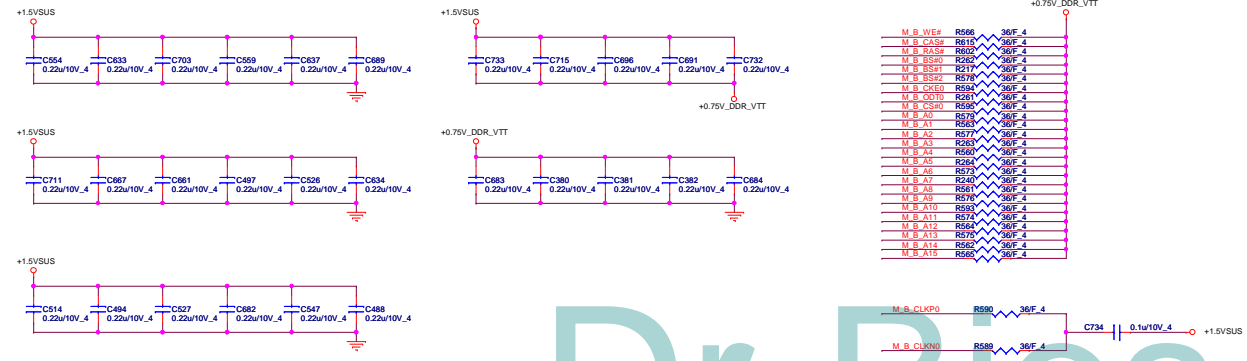 +1.5VSUS
C554 C633 C703 C559 C637 C689
0.22u/10V_4 0.22u/10V_4 0.22u/10V_4 0.22u/10V_4 0.22u/10V_4 0.22u/10V_4
+1.5VSUS
C733 C715 C696 C691 C732
0.22u/10V_4 0.22u/10V_4 0.22u/10V_4 0.22u/10V_4 0.22u/10V_4
+0.75V_DDR_VTT
+1.5VSUS
C711 C667 C661 C497 C526 C634
0.22u/10V_4 0.22u/10V_4 0.22u/10V_4 0.22u/10V_4 0.22u/10V_4 0.22u/10V_4
+0.75V_DDR_VTT
C683 C380 C381 C382 C684
0.22u/10V_4 0.22u/10V_4 0.22u/10V_4 0.22u/10V_4 0.22u/10V_4
+1.5VSUS
C514 C494 C527 C682 C547 C488
0.22u/10V_4 0.22u/10V_4 0.22u/10V_4 0.22u/10V_4 0.22u/10V_4 0.22u/10V_4
+0.75V_DDR_VTT
M_B_WE# R566 36/F_4
M_B_CAS# R615 36/F_4
M_B_RAS# R602 36/F_4
M_B_BS#0 R262 36/F_4
M_B_BS#1 R217 36/F_4
M_B_BS#2 R578 36/F_4
M_B_CKE0 R594 36/F_4
M_B_ODT0 R261 36/F_4
M_B_CS#0 R595 36/F_4
M_B_A0 R579 36/F_4
M_B_A1 R563 36/F_4
M_B_A2 R577 36/F_4
M_B_A3 R263 36/F_4
M_B_A4 R560 36/F_4
M_B_A5 R264 36/F_4
M_B_A6 R573 36/F_4
M_B_A7 R240 36/F_4
M_B_A8 R561 36/F_4
M_B_A9 R576 36/F_4
M_B_A10 R593 36/F_4
M_B_A11 R574 36/F_4
M_B_A12 R564 36/F_4
M_B_A13 R575 36/F_4
M_B_A14 R562 36/F_4
M_B_A15 R565 36/F_4
M_B_CLKP0 R590 36/F_4
C734 0.1u/10V_4 +1.5VSUS
M_B_CLKN0 R589 36/F_4